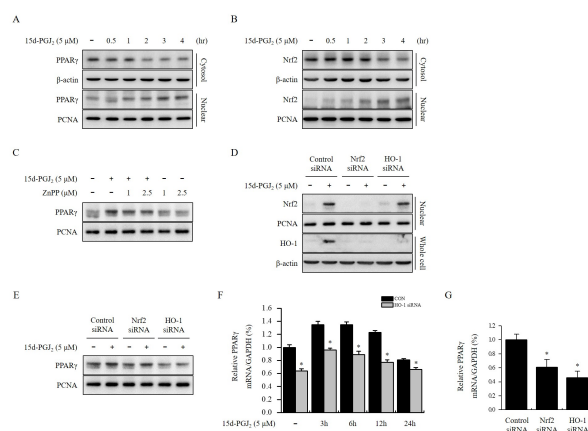 A
15d-PGJ₂ (5 μM) – 0.5 1 2 3 4 (hr)
PPARγ
β-actin
Cytosol
PPARγ
PCNA
Nuclear
B
15d-PGJ₂ (5 μM) – 0.5 1 2 3 4 (hr)
Nrf2
β-actin
Cytosol
Nrf2
PCNA
Nuclear
C
15d-PGJ₂ (5 μM) – + + + – –
ZnPP (μM) – – 1 2.5 1 2.5
PPARγ
PCNA
D
Control siRNA
Nrf2 siRNA
HO-1 siRNA
15d-PGJ₂ (5 μM) – + – + – +
Nrf2
PCNA
Nuclear
HO-1
β-actin
Whole cell
E
Control siRNA
Nrf2 siRNA
HO-1 siRNA
15d-PGJ₂ (5 μM) – + – + – +
PPARγ
PCNA
F
CON
HO-1 siRNA
Relative PPARγ
mRNA/GAPDH (%)
1.6
1.4
1.2
1.0
0.8
0.6
0.4
0.2
0.0
* * * * *
15d-PGJ₂ (5 μM) – 3h 6h 12h 24h
G
Relative PPARγ
mRNA/GAPDH (%)
1.2
1.0
0.8
0.6
0.4
0.2
0.0
* *
Control siRNA
Nrf2 siRNA
HO-1 siRNA